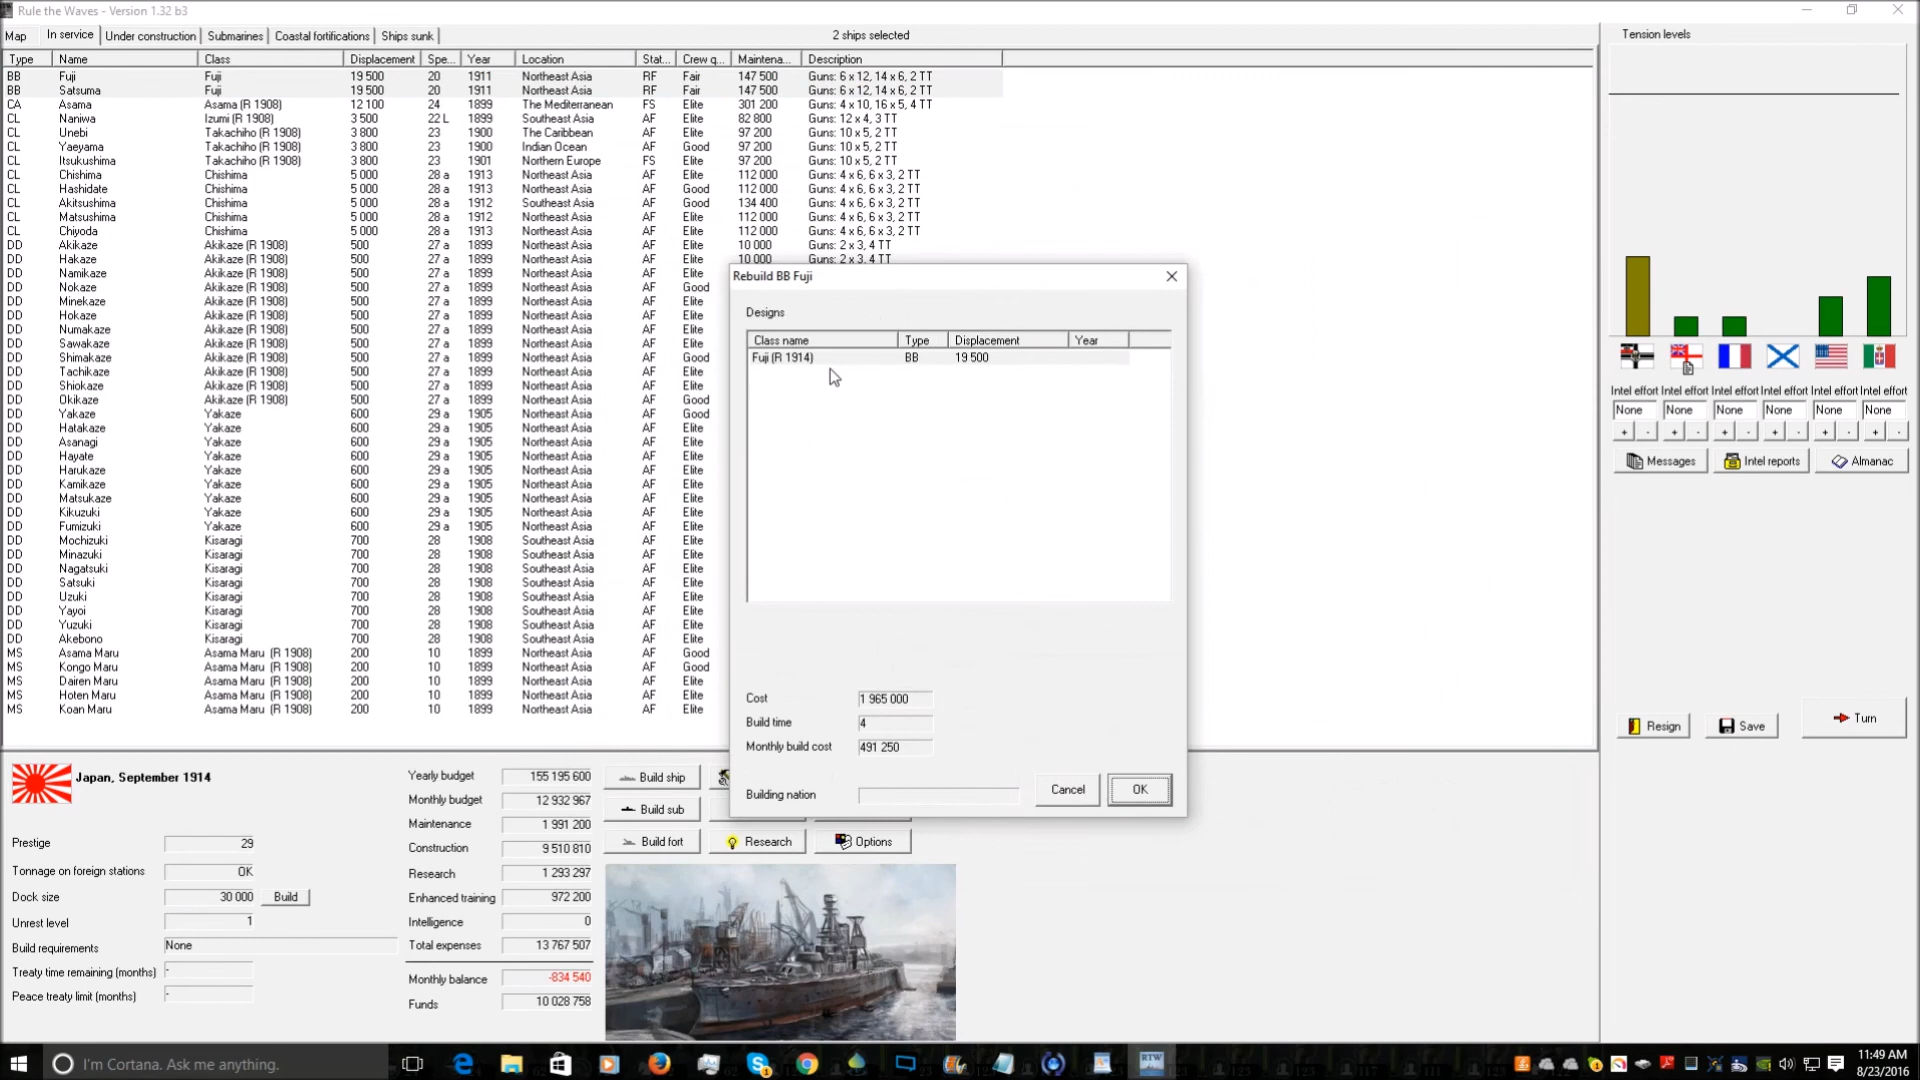 Rule the Waves - Version 1.32 b3
Map In service Under construction Submarines Coastal fortifications Ships sunk 2 ships selected
Type Name Class Displacement Spe... Year Location Stat... Crew q... Maintena... Description
BB Fuji Fuji 19 500 20 1911 Northeast Asia RF Fair 147 500 Guns: 6 x 12, 14 x 6, 2 TT
BB Satsuma Fuji 19 500 20 1911 Northeast Asia RF Fair 147 500 Guns: 6 x 12, 14 x 6, 2 TT
CA Asama Asama (R 1908) 12 100 24 1899 The Mediterranean FS Elite 301 200 Guns: 4 x 10, 16 x 5, 4 TT
CL Naniwa Izumi (R 1908) 3 500 22 L 1899 Southeast Asia AF Elite 82 800 Guns: 12 x 4, 3 TT
CL Unebi Takachiho (R 1908) 3 800 23 1900 The Caribbean AF Elite 97 200 Guns: 10 x 5, 2 TT
CL Yaeyama Takachiho (R 1908) 3 800 23 1900 Indian Ocean AF Good 97 200 Guns: 10 x 5, 2 TT
CL Itsukushima Takachiho (R 1908) 3 800 23 1901 Northern Europe FS Elite 97 200 Guns: 10 x 5, 2 TT
CL Chishima Chishima 5 000 28 a 1913 Northeast Asia AF Elite 112 000 Guns: 4 x 6, 6 x 3, 2 TT
CL Hashidate Chishima 5 000 28 a 1913 Northeast Asia AF Good 112 000 Guns: 4 x 6, 6 x 3, 2 TT
CL Akitsushima Chishima 5 000 28 a 1912 Southeast Asia AF Good 134 400 Guns: 4 x 6, 6 x 3, 2 TT
CL Matsushima Chishima 5 000 28 a 1912 Northeast Asia AF Elite 112 000 Guns: 4 x 6, 6 x 3, 2 TT
CL Chiyoda Chishima 5 000 28 a 1913 Northeast Asia AF Elite 112 000 Guns: 4 x 6, 6 x 3, 2 TT
DD Akikaze Akikaze (R 1908) 500 27 a 1899 Northeast Asia AF Elite 10 000 Guns: 2 x 3, 4 TT
DD Hakaze Akikaze (R 1908) 500 27 a 1899 Northeast Asia AF Elite 10 000 Guns: 2 x 3, 4 TT
DD Namikaze Akikaze (R 1908) 500 27 a 1899 Northeast Asia AF Elite
DD Nokaze Akikaze (R 1908) 500 27 a 1899 Northeast Asia AF Good
DD Minekaze Akikaze (R 1908) 500 27 a 1899 Northeast Asia AF Elite
DD Hokaze Akikaze (R 1908) 500 27 a 1899 Northeast Asia AF Elite
DD Numakaze Akikaze (R 1908) 500 27 a 1899 Northeast Asia AF Elite
DD Sawakaze Akikaze (R 1908) 500 27 a 1899 Northeast Asia AF Elite
DD Shimakaze Akikaze (R 1908) 500 27 a 1899 Northeast Asia AF Good
DD Tachikaze Akikaze (R 1908) 500 27 a 1899 Northeast Asia AF Elite
DD Shiokaze Akikaze (R 1908) 500 27 a 1899 Northeast Asia AF Elite
DD Okikaze Akikaze (R 1908) 500 27 a 1899 Northeast Asia AF Good
DD Yakaze Yakaze 600 29 a 1905 Northeast Asia AF Good
DD Hatakaze Yakaze 600 29 a 1905 Northeast Asia AF Elite
DD Asanagi Yakaze 600 29 a 1905 Northeast Asia AF Elite
DD Hayate Yakaze 600 29 a 1905 Northeast Asia AF Elite
DD Harukaze Yakaze 600 29 a 1905 Northeast Asia AF Elite
DD Kamikaze Yakaze 600 29 a 1905 Northeast Asia AF Elite
DD Matsukaze Yakaze 600 29 a 1905 Northeast Asia AF Elite
DD Kikuzuki Yakaze 600 29 a 1905 Northeast Asia AF Elite
DD Fumizuki Yakaze 600 29 a 1905 Northeast Asia AF Elite
DD Mochizuki Kisaragi 700 28 1908 Southeast Asia AF Elite
DD Minazuki Kisaragi 700 28 1908 Southeast Asia AF Elite
DD Nagatsuki Kisaragi 700 28 1908 Southeast Asia AF Elite
DD Satsuki Kisaragi 700 28 1908 Southeast Asia AF Elite
DD Uzuki Kisaragi 700 28 1908 Southeast Asia AF Elite
DD Yayoi Kisaragi 700 28 1908 Southeast Asia AF Elite
DD Yuzuki Kisaragi 700 28 1908 Southeast Asia AF Elite
DD Akebono Kisaragi 700 28 1908 Southeast Asia AF Elite
MS Asama Maru Asama Maru (R 1908) 200 10 1899 Northeast Asia AF Good
MS Kongo Maru Asama Maru (R 1908) 200 10 1899 Northeast Asia AF Good
MS Dairen Maru Asama Maru (R 1908) 200 10 1899 Northeast Asia AF Elite
MS Hoten Maru Asama Maru (R 1908) 200 10 1899 Northeast Asia AF Elite
MS Koan Maru Asama Maru (R 1908) 200 10 1899 Northeast Asia AF Elite
Rebuild BB Fuji
Designs
Class name Type Displacement Year
Fuji (R 1914) BB 19 500
Cost 1 965 000
Build time 4
Monthly build cost 491 250
Building nation
Cancel OK
Tension levels
Intel effort Intel effort Intel effort Intel effort Intel effort Intel effort
None None None None None None
+ - + - + - + - + - + -
Messages Intel reports Almanac
Resign Save Turn
Japan, September 1914
Prestige 29
Tonnage on foreign stations OK
Dock size 30 000 Build
Unrest level 1
Build requirements None
Treaty time remaining (months) -
Peace treaty limit (months) -
Yearly budget 155 195 600
Monthly budget 12 932 967
Maintenance 1 991 200
Construction 9 510 810
Research 1 293 297
Enhanced training 972 200
Intelligence 0
Total expenses 13 767 507
Monthly balance -834 540
Funds 10 028 758
Build ship
Build sub
Build fort Research Options
I'm Cortana. Ask me anything.
RTW
11:49 AM
8/23/2016